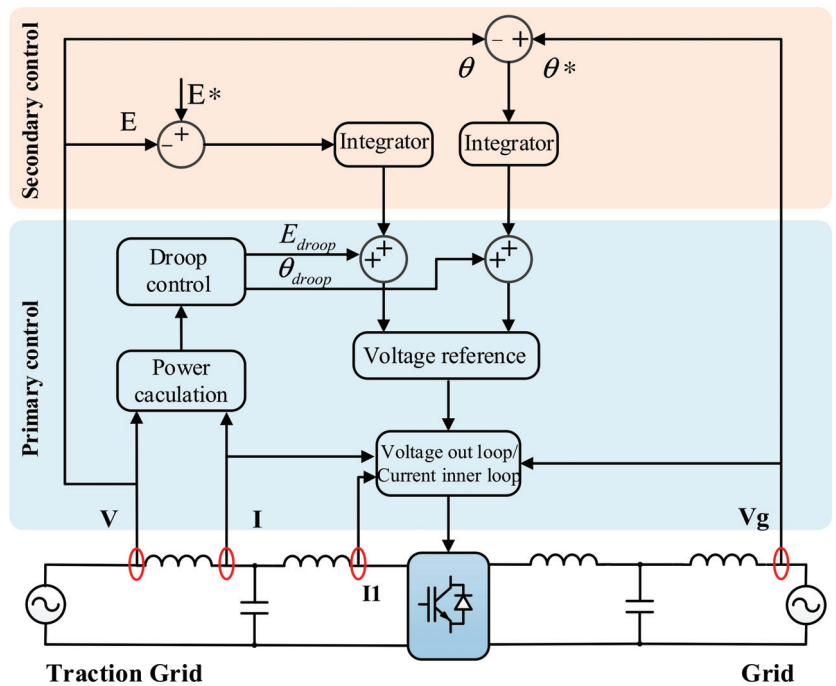 Secondary control
− +
θ
θ*
E*
E
+
−
Integrator
Integrator
Primary control
Droop
control
E_droop
θ_droop
+ +
+ +
Voltage reference
Power
caculation
Voltage out loop/
Current inner loop
V
I
I1
Vg
Traction Grid
Grid